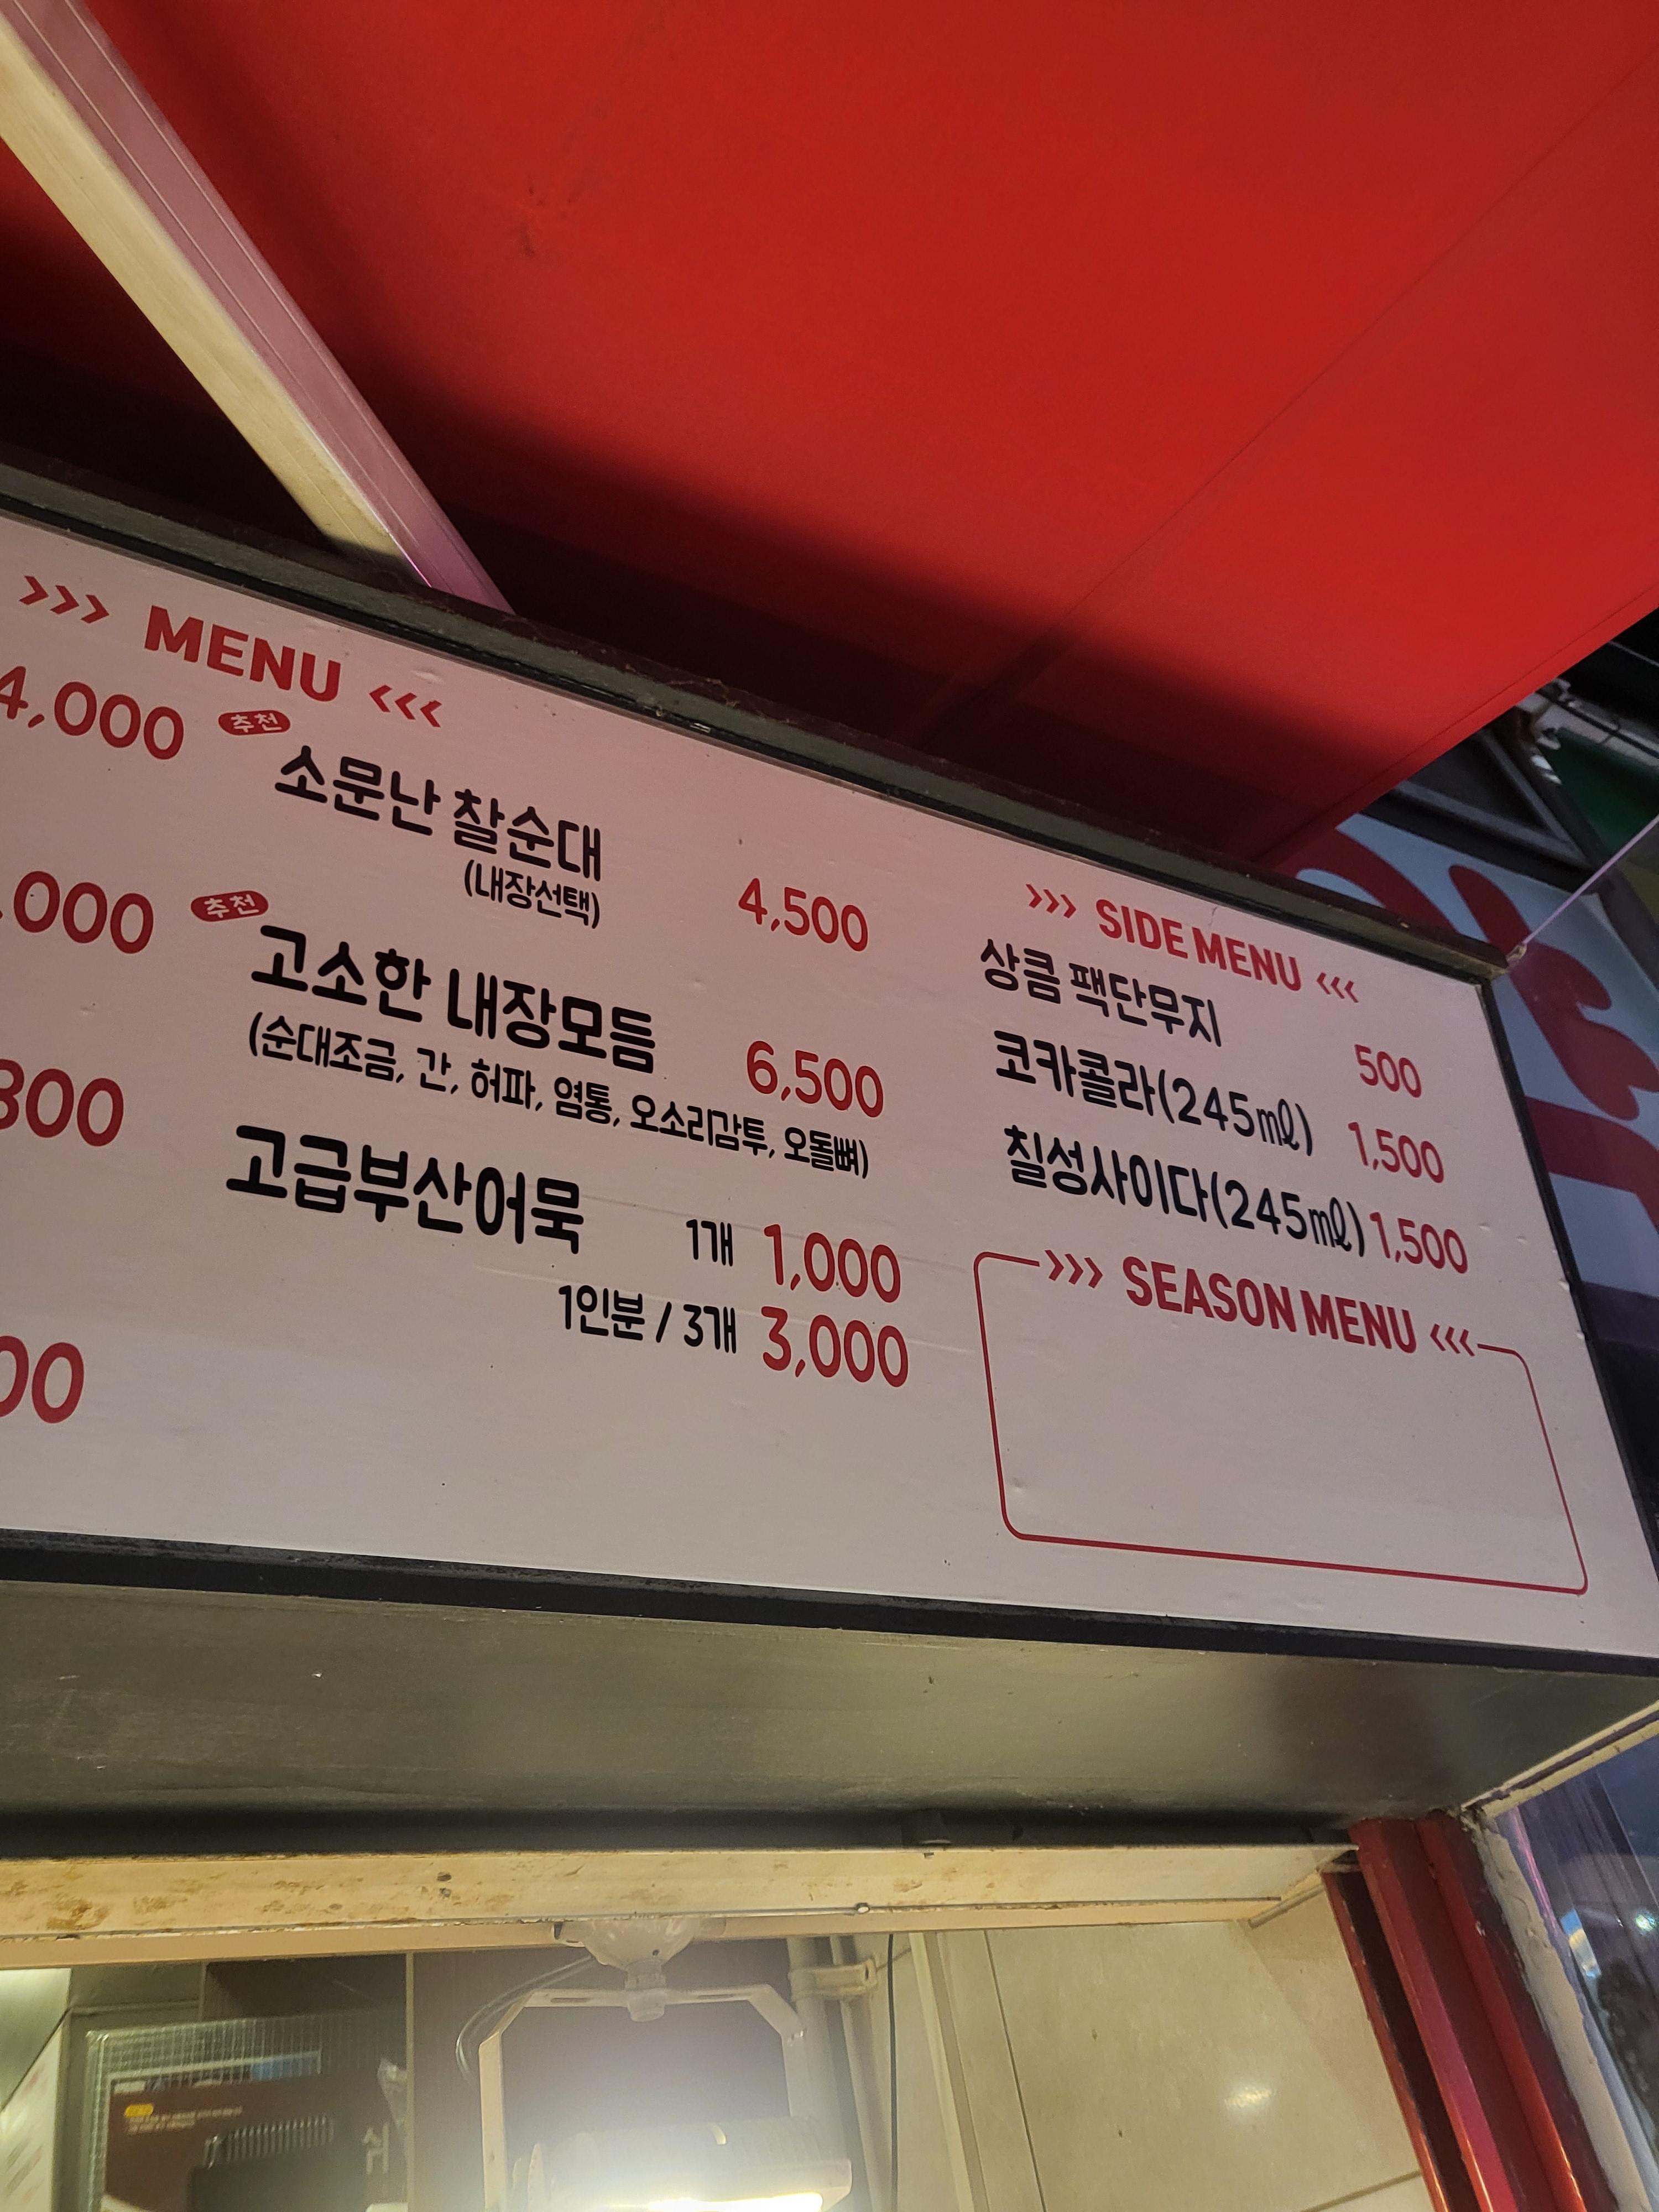 >>> MENU <<<
4,000
추천
소문난 찰순대
(내장선택)
4,500
,000
추천
고소한 내장모듬
6,500
(순대조금, 간, 허파, 염통, 오소리감투, 오돌뼈)
800
고급부산어묵
1개 1,000
1인분 / 3개 3,000
00
>>> SIDE MENU <<<
상큼 팩단무지
500
코카콜라(245㎖) 1,500
칠성사이다(245㎖) 1,500
>>> SEASON MENU <<<